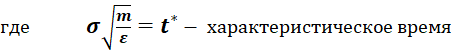 где σ√(m/ε) = t* – характеристическое время